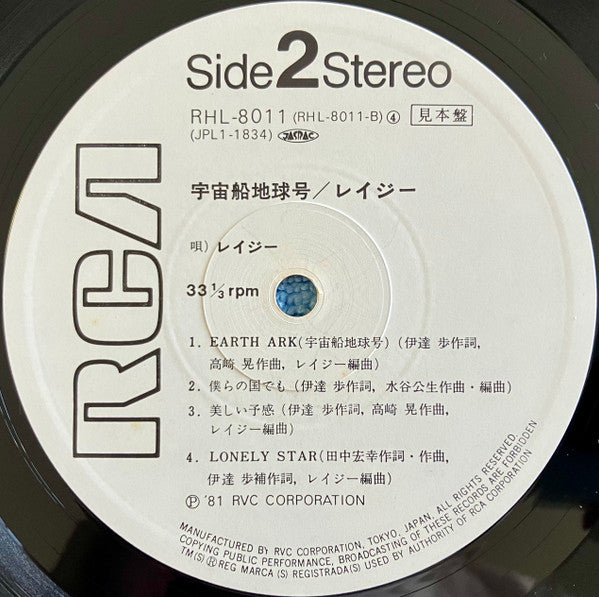 Side 2 Stereo
RHL-8011 (RHL-8011-B) ④ 見本盤
(JPL1-1834) JASRAC
RCA
宇宙船地球号／レイジー
唄) レイジー
33 1/3 rpm
1. EARTH ARK(宇宙船地球号) (伊達 歩作詞,
高崎 晃作曲, レイジー編曲)
2. 僕らの国でも (伊達 歩作詞, 水谷公生作曲・編曲)
3. 美しい予感 (伊達 歩作詞, 高崎 晃作曲,
レイジー編曲)
4. LONELY STAR(田中宏幸作詞・作曲,
伊達 歩補作詞, レイジー編曲)
Ⓟ '81 RVC CORPORATION
MANUFACTURED BY RVC CORPORATION, TOKYO, JAPAN, ALL RIGHTS RESERVED.
COPYING PUBLIC PERFORMANCE, BROADCASTING OF THESE RECORDS ARE FORBIDDEN
TM(S) ® REG MARCA(S) REGISTRADA(S) USED BY AUTHORITY OF RCA CORPORATION